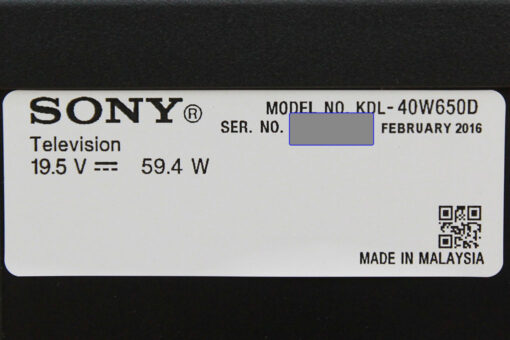 SONY®
MODEL NO. KDL-40W650D
SER. NO. FEBRUARY 2016
Television
19.5 V ⎓ 59.4 W
MADE IN MALAYSIA